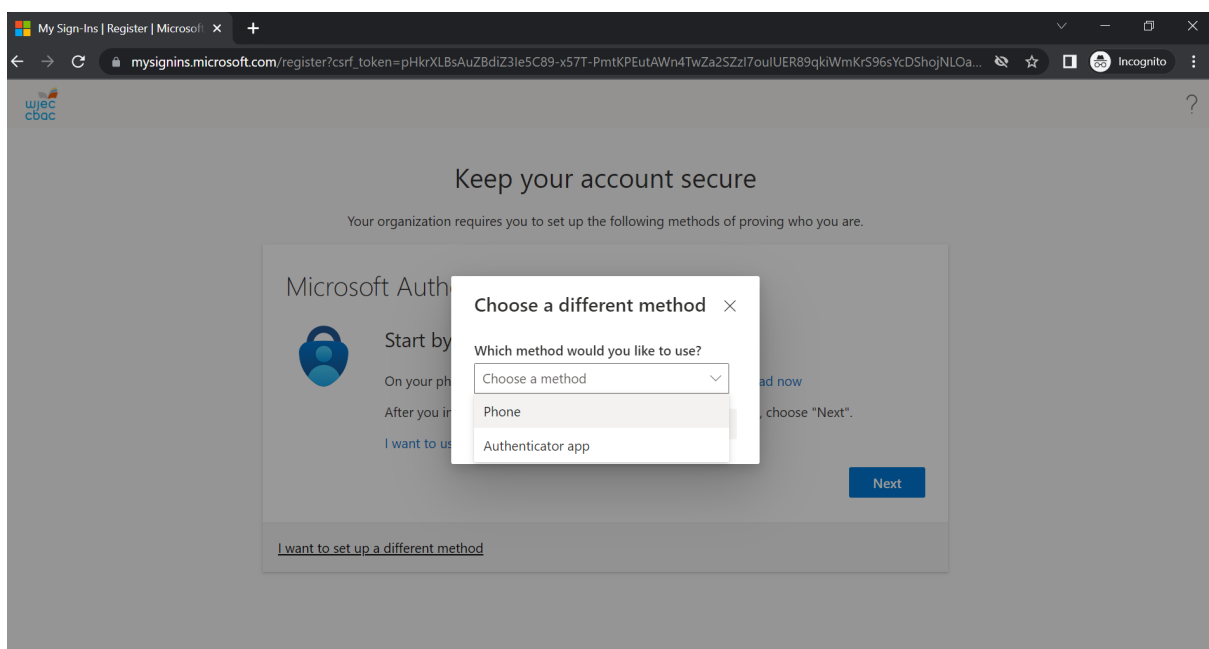 My Sign-Ins | Register | Microsoft
mysignins.microsoft.com/register?csrf_token=pHkrXLBsAuZBdiZ3Ie5C89-x57T-PmtKPEutAWn4TwZa2SZzI7ouIUER89qkiWmKrS96sYcDShojNLOa...
Incognito
wjec
cbac
?
Keep your account secure
Your organization requires you to set up the following methods of proving who you are.
Microsoft Auth
Choose a different method
Start by
Which method would you like to use?
On your ph
Choose a method
ad now
After you in
Phone
, choose "Next".
I want to us
Authenticator app
Next
I want to set up a different method